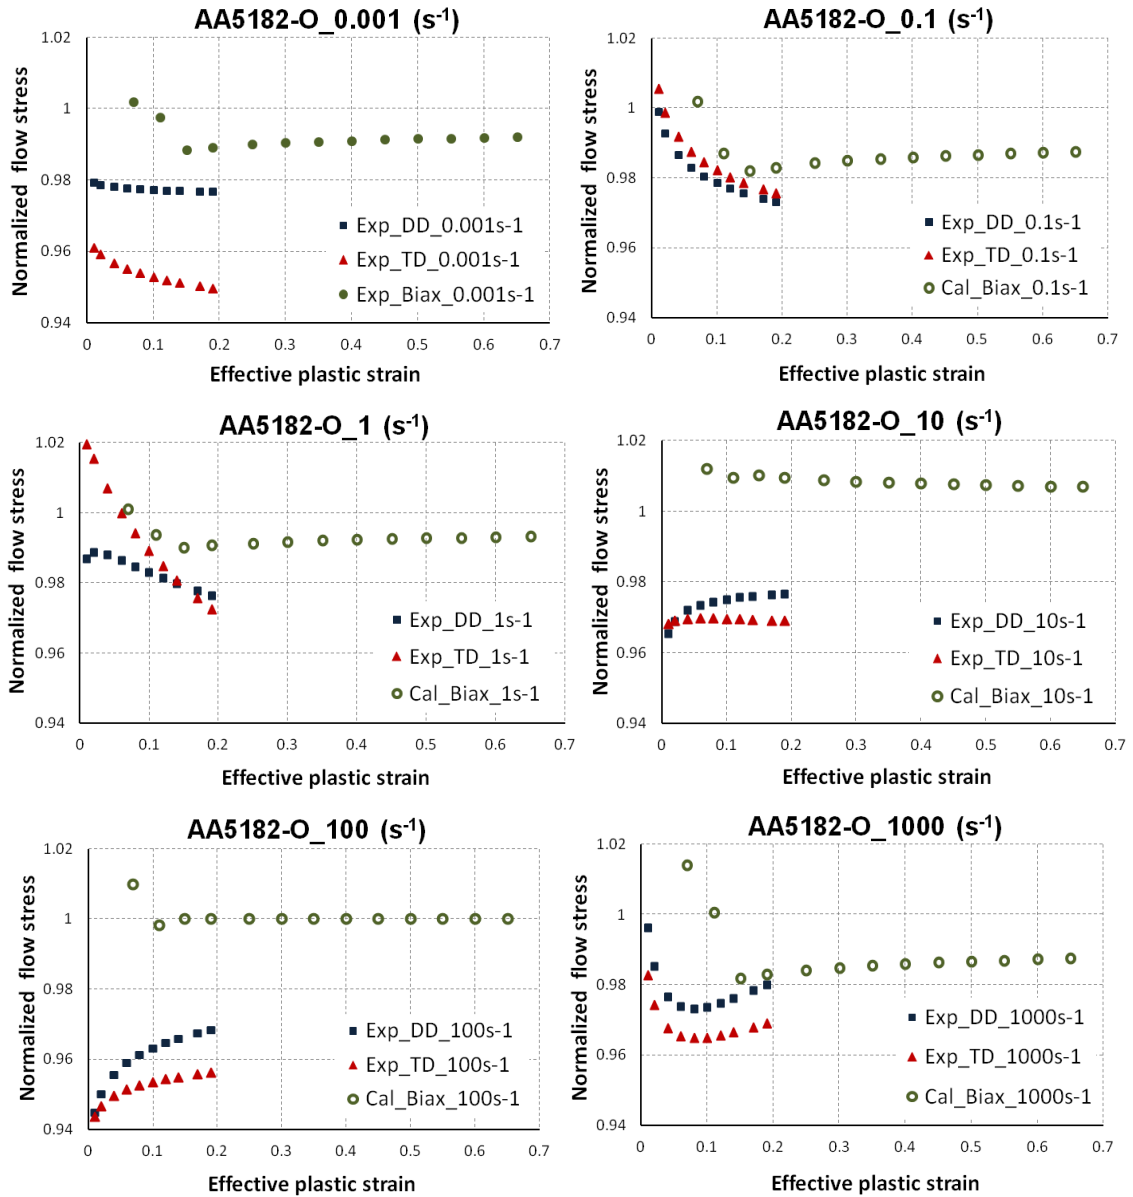 AA5182-O_0.001 (s-1)
Normalized flow stress
1.02
1
0.98
0.96
0.94
0
0.1
0.2
0.3
0.4
0.5
0.6
0.7
Exp_DD_0.001s-1
Exp_TD_0.001s-1
Exp_Biax_0.001s-1
Effective plastic strain
AA5182-O_0.1 (s-1)
Normalized flow stress
1.02
1
0.98
0.96
0.94
0
0.1
0.2
0.3
0.4
0.5
0.6
0.7
Exp_DD_0.1s-1
Exp_TD_0.1s-1
Cal_Biax_0.1s-1
Effective plastic strain
AA5182-O_1 (s-1)
Normalized flow stress
1.02
1
0.98
0.96
0.94
0
0.1
0.2
0.3
0.4
0.5
0.6
0.7
Exp_DD_1s-1
Exp_TD_1s-1
Cal_Biax_1s-1
Effective plastic strain
AA5182-O_10 (s-1)
Normalized flow stress
1.02
1
0.98
0.96
0.94
0
0.1
0.2
0.3
0.4
0.5
0.6
0.7
Exp_DD_10s-1
Exp_TD_10s-1
Cal_Biax_10s-1
Effective plastic strain
AA5182-O_100 (s-1)
Normalized flow stress
1.02
1
0.98
0.96
0.94
0
0.1
0.2
0.3
0.4
0.5
0.6
0.7
Exp_DD_100s-1
Exp_TD_100s-1
Cal_Biax_100s-1
Effective plastic strain
AA5182-O_1000 (s-1)
Normalized flow stress
1.02
1
0.98
0.96
0.94
0
0.1
0.2
0.3
0.4
0.5
0.6
0.7
Exp_DD_1000s-1
Exp_TD_1000s-1
Cal_Biax_1000s-1
Effective plastic strain